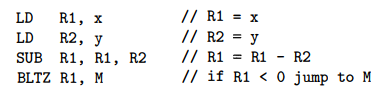 LD R1, x // R1 = x
LD R2, y // R2 = y
SUB R1, R1, R2 // R1 = R1 - R2
BLTZ R1, M // if R1 < 0 jump to M